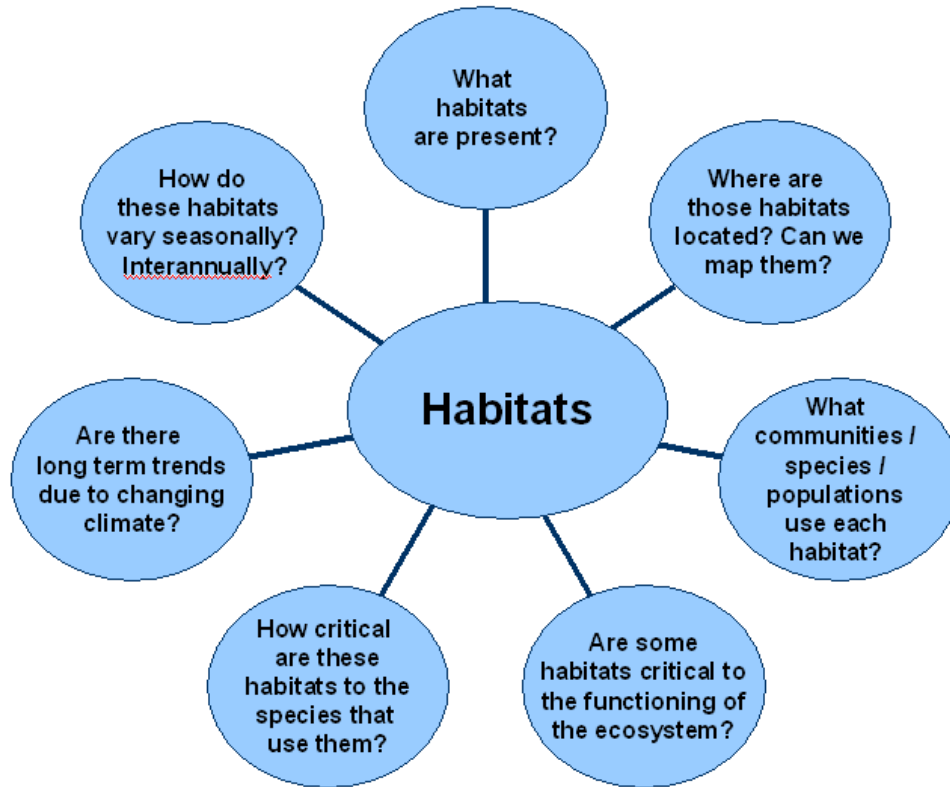 What
habitats
are present?
How do
these habitats
vary seasonally?
Interannually?
Where are
those habitats
located? Can we
map them?
Habitats
Are there
long term trends
due to changing
climate?
What
communities /
species /
populations
use each
habitat?
How critical
are these
habitats to the
species that
use them?
Are some
habitats critical to
the functioning of
the ecosystem?